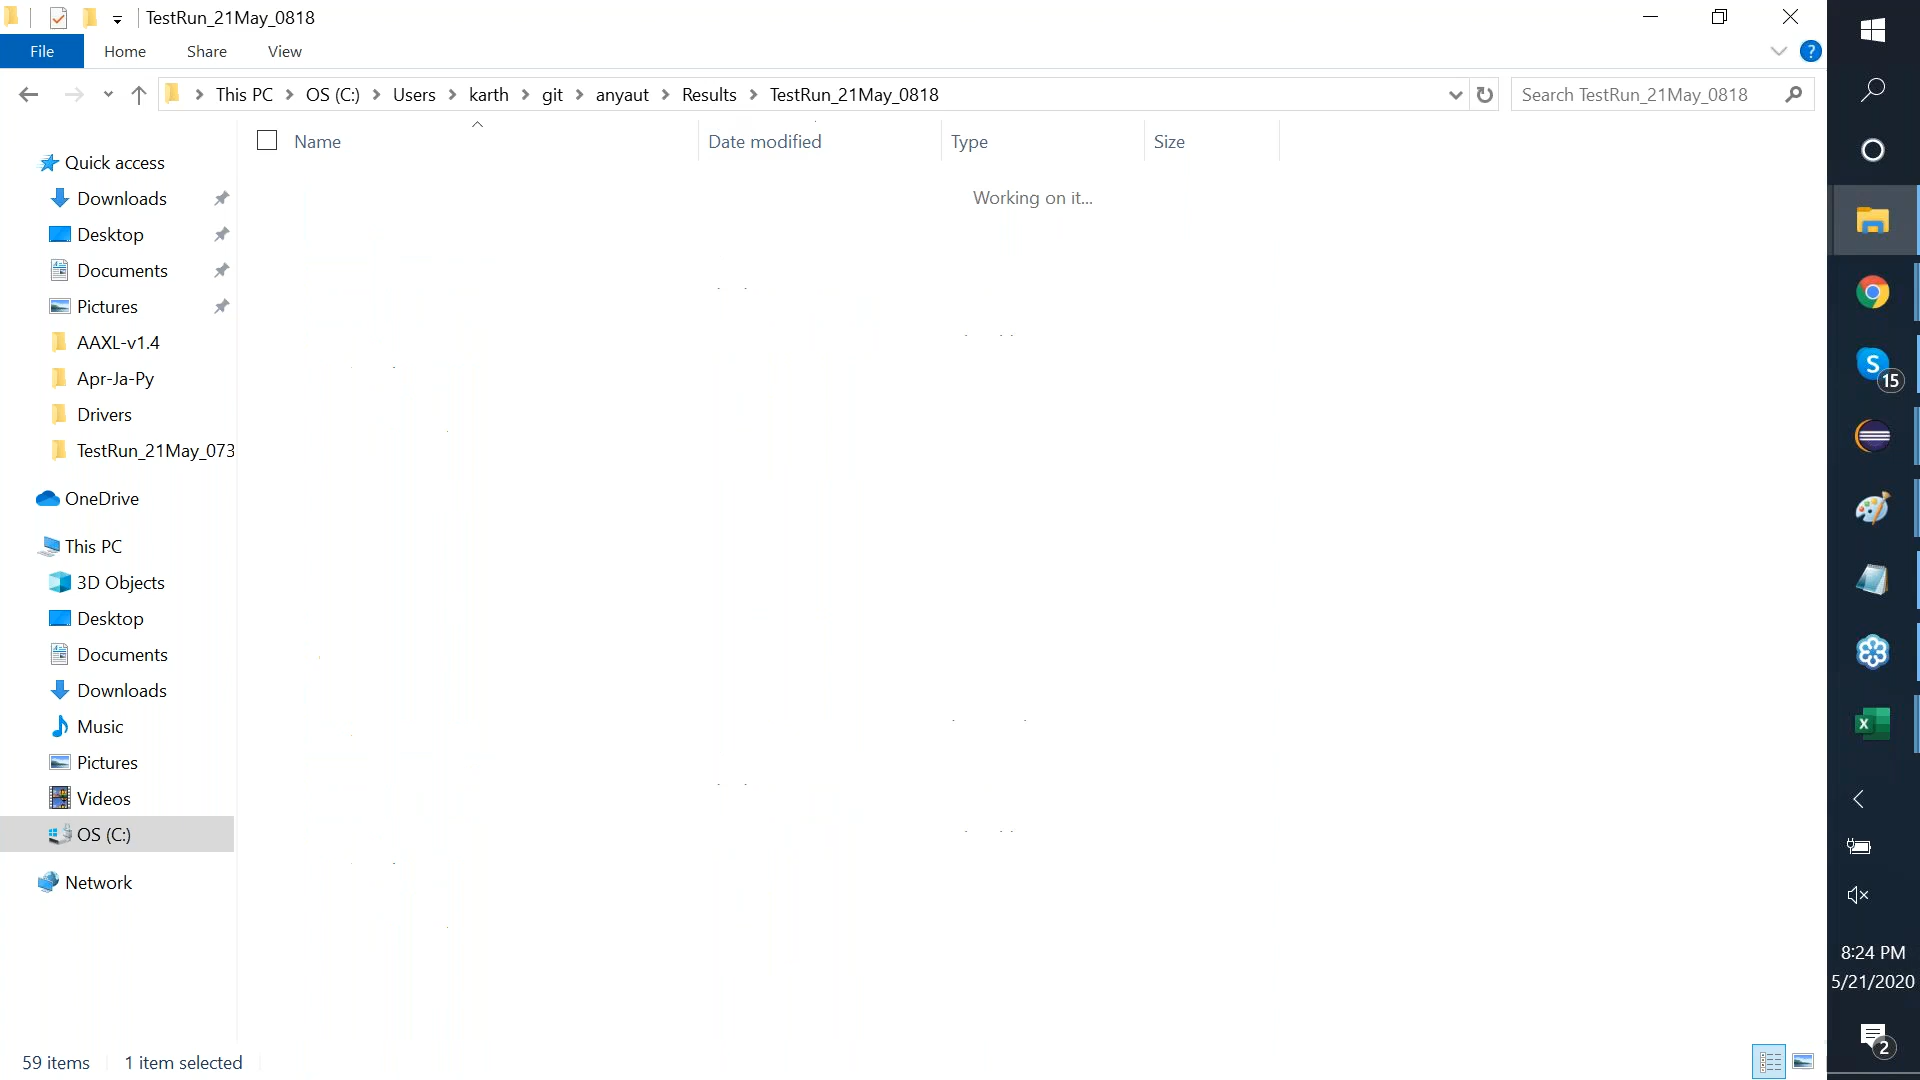 TestRun_21May_0818
File Home Share View ?
This PC OS (C:) Users karth git anyaut Results TestRun_21May_0818
Search TestRun_21May_0818
Name Date modified Type Size
Working on it...
Quick access
Downloads
Desktop
Documents
Pictures
AAXL-v1.4
Apr-Ja-Py
Drivers
TestRun_21May_073
OneDrive
This PC
3D Objects
Desktop
Documents
Downloads
Music
Pictures
Videos
OS (C:)
Network
59 items 1 item selected
S
15
X
8:24 PM
5/21/2020
2